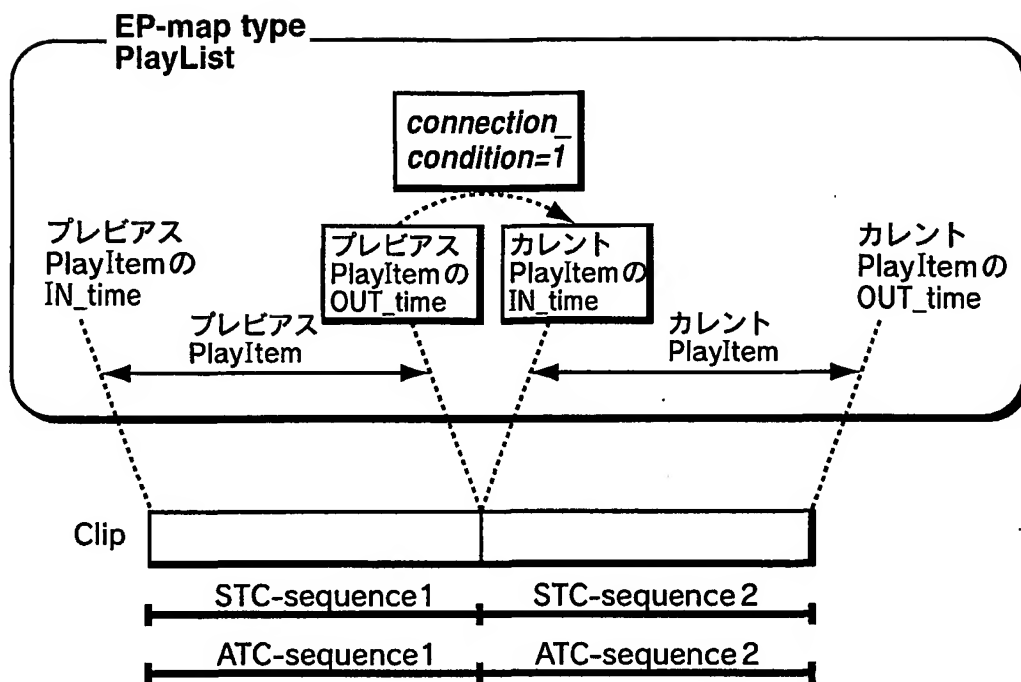 EP-map type
PlayList
connection_
condition=1
プレビアス
PlayItemの
IN_time
プレビアス
PlayItemの
OUT_time
カレント
PlayItemの
IN_time
カレント
PlayItemの
OUT_time
プレビアス
PlayItem
カレント
PlayItem
Clip
STC-sequence1
STC-sequence2
ATC-sequence1
ATC-sequence2